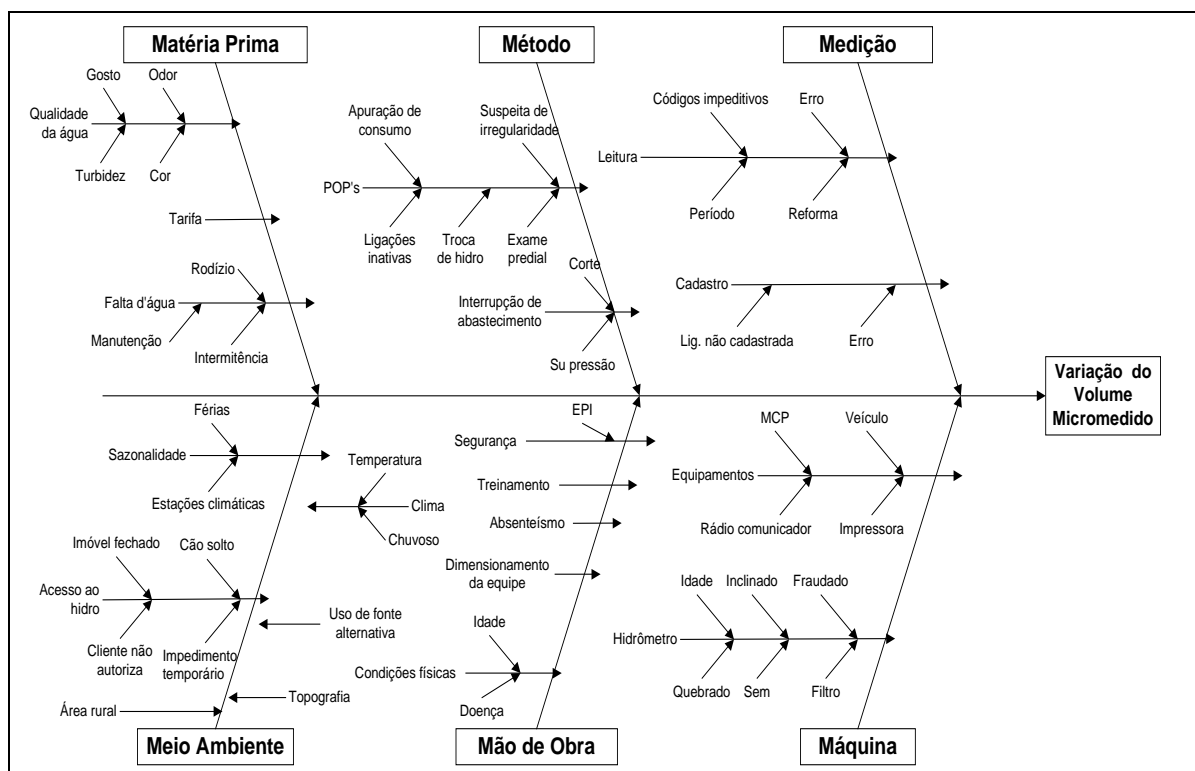 Matéria Prima
Método
Medição
Gosto
Odor
Qualidade
da água
Turbidez
Cor
Tarifa
Rodízio
Falta d'água
Manutenção
Intermitência
Apuração de
consumo
Suspeita de
irregularidade
POP's
Ligações
inativas
Troca
de hidro
Exame
predial
Corte
Interrupção de
abastecimento
Su pressão
Códigos impeditivos
Erro
Leitura
Período
Reforma
Cadastro
Lig. não cadastrada
Erro
Variação do
Volume
Micromedido
Férias
Sazonalidade
Estações climáticas
Temperatura
Clima
Chuvoso
Imóvel fechado
Cão solto
Acesso ao
hidro
Cliente não
autoriza
Impedimento
temporário
Uso de fonte
alternativa
Topografia
Área rural
EPI
Segurança
Treinamento
Absenteísmo
Dimensionamento
da equipe
Idade
Condições físicas
Doença
MCP
Veículo
Equipamentos
Rádio comunicador
Impressora
Idade
Inclinado
Fraudado
Hidrômetro
Quebrado
Sem
Filtro
Meio Ambiente
Mão de Obra
Máquina